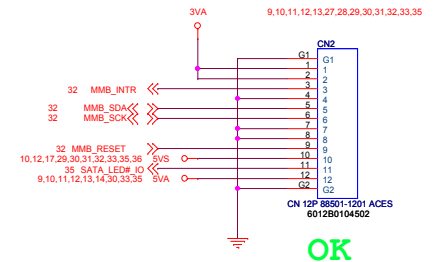 3VA
9,10,11,12,13,27,28,29,30,31,32,33,35
CN2
G1 G1
1 1
2 2
32 MMB_INTR 3 3
4 4
32 MMB_SDA 5 5
32 MMB_SCK 6 6
7 7
8 8
32 MMB_RESET 9 9
10,12,17,29,30,31,32,33,35,36 5VS 10 10
35 SATA_LED#_IO 11 11
9,10,11,12,13,14,30,33,35 5VA 12 12
G2 G2
CN 12P 88501-1201 ACES
6012B0104502
OK